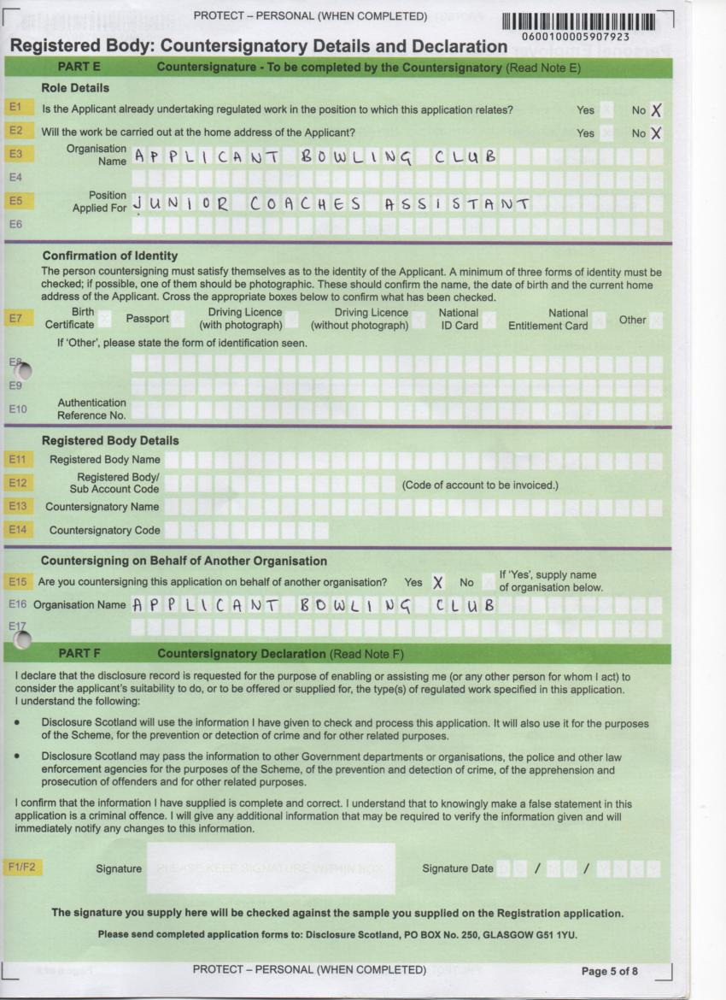 PROTECT – PERSONAL (WHEN COMPLETED)
0600100005907923
Registered Body: Countersignatory Details and Declaration
PART E Countersignature - To be completed by the Countersignatory (Read Note E)
Role Details
E1 Is the Applicant already undertaking regulated work in the position to which this application relates? Yes No X
E2 Will the work be carried out at the home address of the Applicant? Yes No X
E3 Organisation Name APPLICANT BOWLING CLUB
E4
E5 Position Applied For JUNIOR COACHES ASSISTANT
E6
Confirmation of Identity
The person countersigning must satisfy themselves as to the identity of the Applicant. A minimum of three forms of identity must be
checked; if possible, one of them should be photographic. These should confirm the name, the date of birth and the current home
address of the Applicant. Cross the appropriate boxes below to confirm what has been checked.
E7 Birth Certificate Passport Driving Licence (with photograph) Driving Licence (without photograph) National ID Card National Entitlement Card Other
If 'Other', please state the form of identification seen.
E8
E9
E10 Authentication Reference No.
Registered Body Details
E11 Registered Body Name
E12 Registered Body/ Sub Account Code (Code of account to be invoiced.)
E13 Countersignatory Name
E14 Countersignatory Code
Countersigning on Behalf of Another Organisation
E15 Are you countersigning this application on behalf of another organisation? Yes X No If 'Yes', supply name of organisation below.
E16 Organisation Name APPLICANT BOWLING CLUB
E17
PART F Countersignatory Declaration (Read Note F)
I declare that the disclosure record is requested for the purpose of enabling or assisting me (or any other person for whom I act) to
consider the applicant's suitability to do, or to be offered or supplied for, the type(s) of regulated work specified in this application.
I understand the following:
• Disclosure Scotland will use the information I have given to check and process this application. It will also use it for the purposes
of the Scheme, for the prevention or detection of crime and for other related purposes.
• Disclosure Scotland may pass the information to other Government departments or organisations, the police and other law
enforcement agencies for the purposes of the Scheme, of the prevention and detection of crime, of the apprehension and
prosecution of offenders and for other related purposes.
I confirm that the information I have supplied is complete and correct. I understand that to knowingly make a false statement in this
application is a criminal offence. I will give any additional information that may be required to verify the information given and will
immediately notify any changes to this information.
F1/F2 Signature PLEASE KEEP SIGNATURE WITHIN BOX Signature Date DD / MM / YYYY
The signature you supply here will be checked against the sample you supplied on the Registration application.
Please send completed application forms to: Disclosure Scotland, PO BOX No. 250, GLASGOW G51 1YU.
PROTECT – PERSONAL (WHEN COMPLETED)
Page 5 of 8